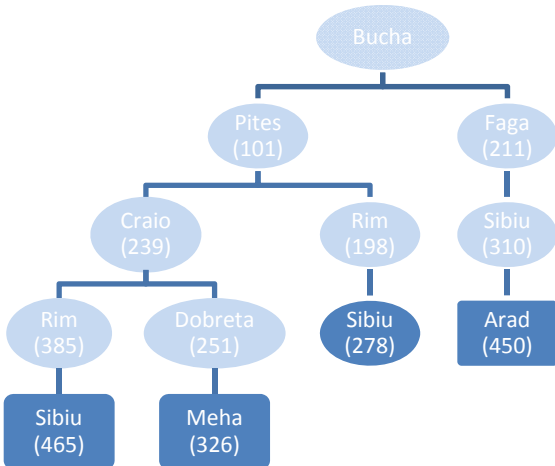 Bucha
Pites
(101)
Faga
(211)
Craio
(239)
Rim
(198)
Sibiu
(310)
Rim
(385)
Dobreta
(251)
Sibiu
(278)
Arad
(450)
Sibiu
(465)
Meha
(326)